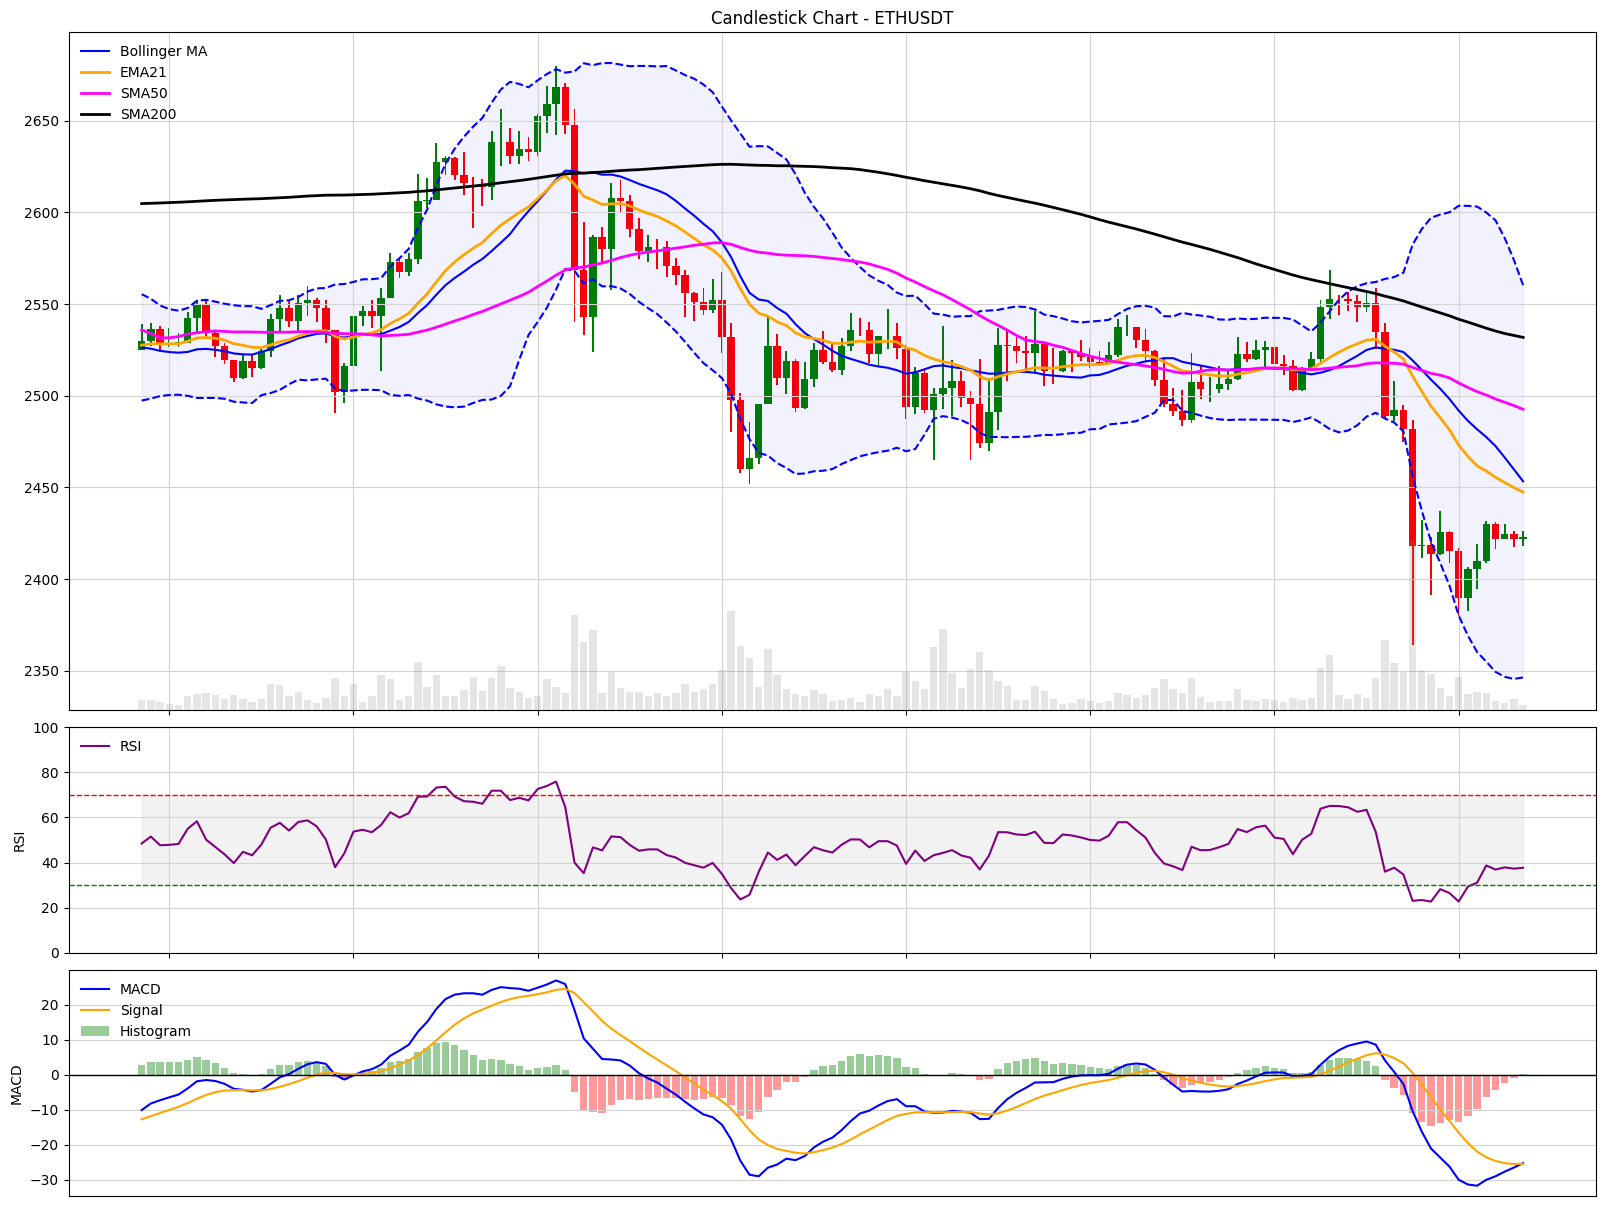 Candlestick Chart - ETHUSDT
Bollinger MA
EMA21
SMA50
SMA200
2650
2600
2550
2500
2450
2400
2350
RSI
100
80
60
40
20
0
RSI
MACD
Signal
Histogram
20
10
0
−10
−20
−30
MACD